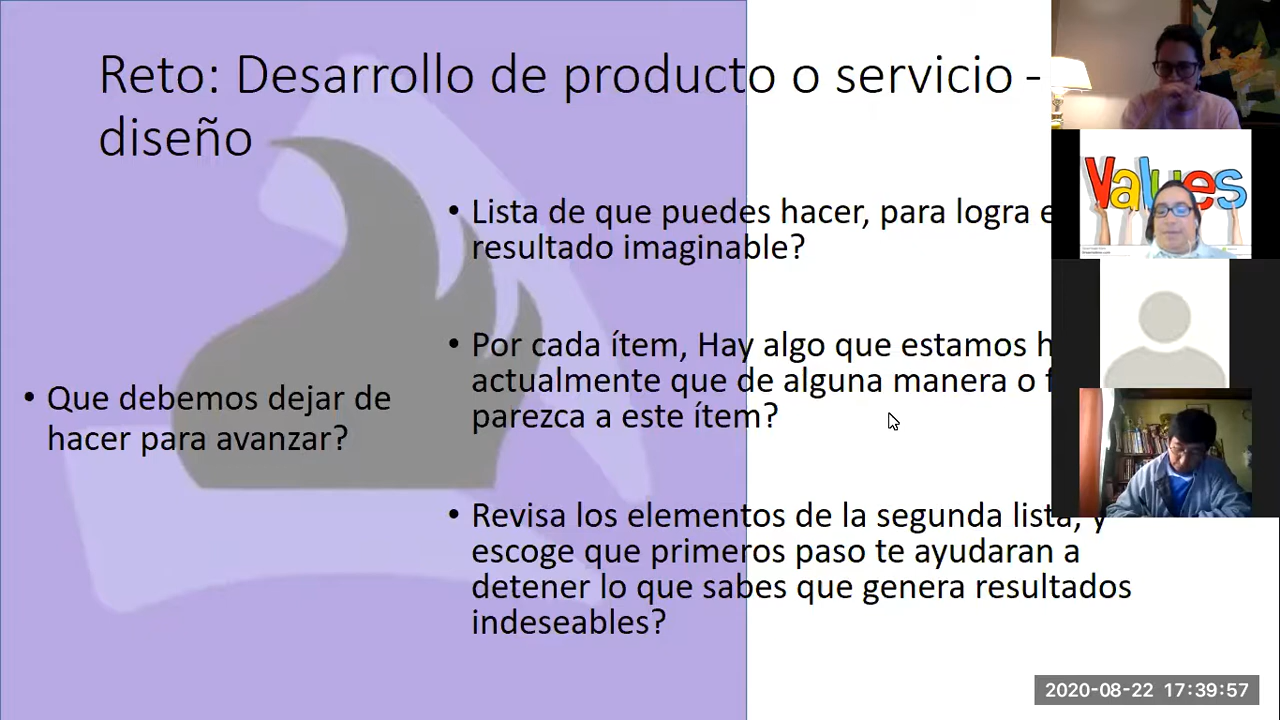 Reto: Desarrollo de producto o servicio -
diseño
• Que debemos dejar de
hacer para avanzar?
• Lista de que puedes hacer, para logra
resultado imaginable?
• Por cada ítem, Hay algo que estamos
actualmente que de alguna manera o
parezca a este ítem?
• Revisa los elementos de la segunda lista, y
escoge que primeros paso te ayudaran a
detener lo que sabes que genera resultados
indeseables?
Values
2020-08-22 17:39:57